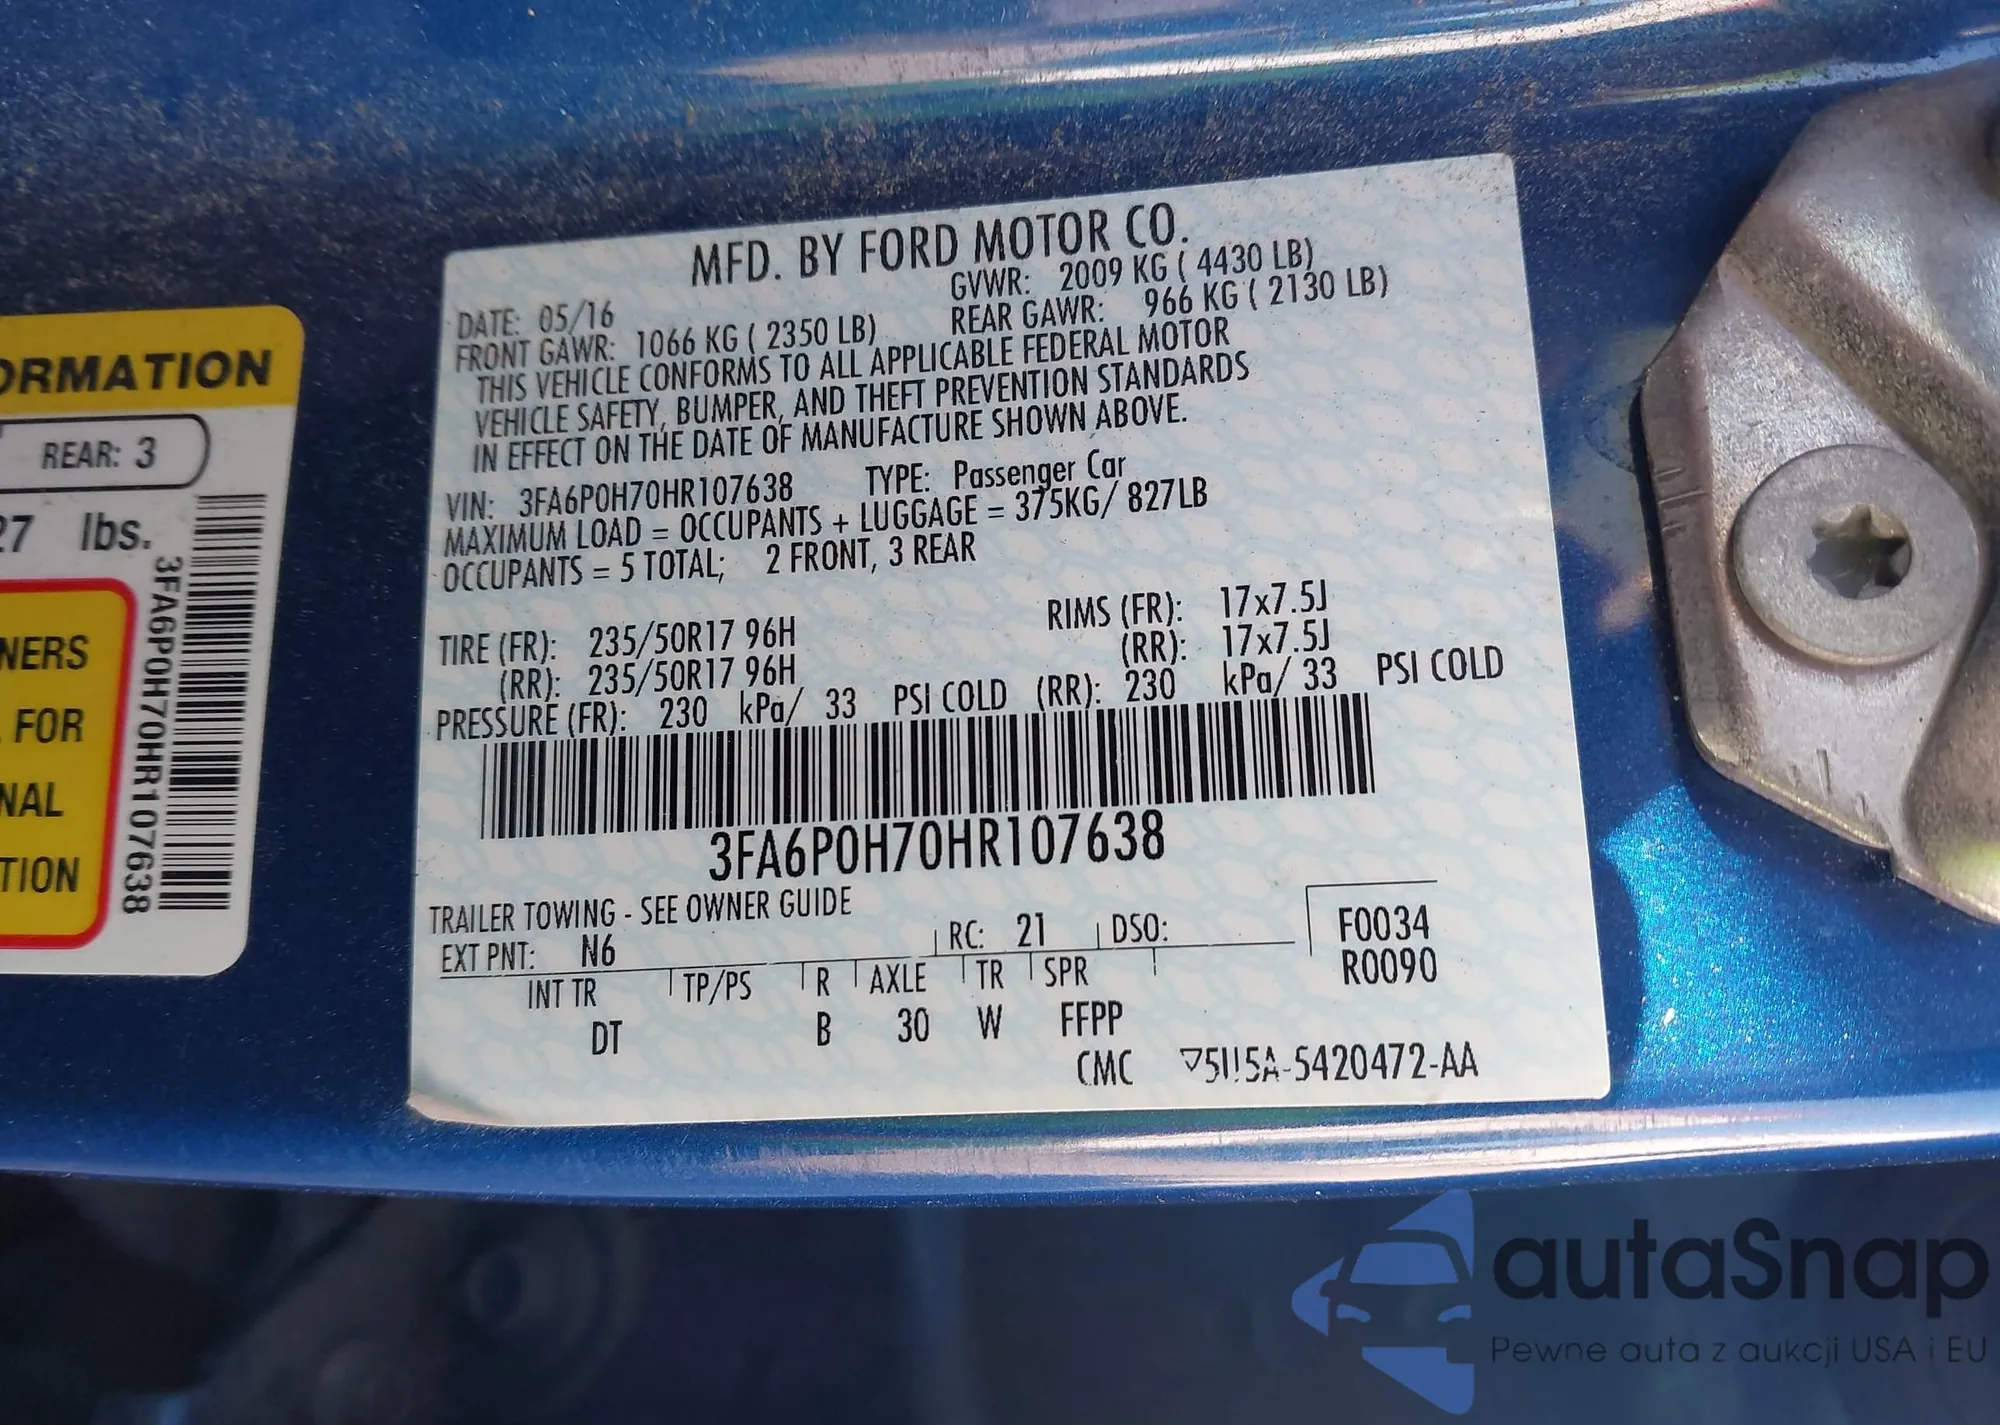 ORMATION
REAR: 3
27 lbs.
NERS
FOR
NAL
TION
3FA6P0H70HR107638
MFD. BY FORD MOTOR CO.
DATE: 05/16 GVWR: 2009 KG ( 4430 LB)
FRONT GAWR: 1066 KG ( 2350 LB) REAR GAWR: 966 KG ( 2130 LB)
THIS VEHICLE CONFORMS TO ALL APPLICABLE FEDERAL MOTOR
VEHICLE SAFETY, BUMPER, AND THEFT PREVENTION STANDARDS
IN EFFECT ON THE DATE OF MANUFACTURE SHOWN ABOVE.
VIN: 3FA6P0H70HR107638 TYPE: Passenger Car
MAXIMUM LOAD = OCCUPANTS + LUGGAGE = 375KG/ 827LB
OCCUPANTS = 5 TOTAL; 2 FRONT, 3 REAR
TIRE (FR): 235/50R17 96H RIMS (FR): 17x7.5J
(RR): 235/50R17 96H (RR): 17x7.5J
PRESSURE (FR): 230 kPa/ 33 PSI COLD (RR): 230 kPa/ 33 PSI COLD
3FA6P0H70HR107638
TRAILER TOWING - SEE OWNER GUIDE
EXT PNT: N6 RC: 21 DSO: F0034
INT TR TP/PS R AXLE TR SPR R0090
DT B 30 W FFPP
CMC ▽5U5A-5420472-AA
autaSnap
Pewne auta z aukcji USA i EU